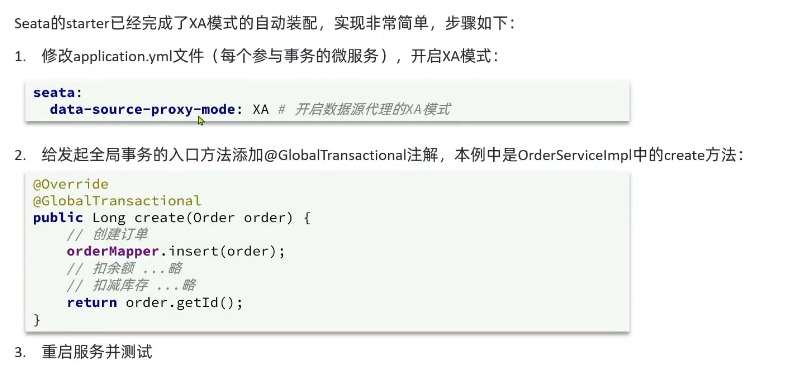 Seata的starter已经完成了XA模式的自动装配，实现非常简单，步骤如下：
1. 修改application.yml文件（每个参与事务的微服务），开启XA模式：
seata:
  data-source-proxy-mode: XA # 开启数据源代理的XA模式
2. 给发起全局事务的入口方法添加@GlobalTransactional注解，本例中是OrderServiceImpl中的create方法：
@Override
@GlobalTransactional
public Long create(Order order) {
    // 创建订单
    orderMapper.insert(order);
    // 扣余额 ...略
    // 扣减库存 ...略
    return order.getId();
}
3. 重启服务并测试